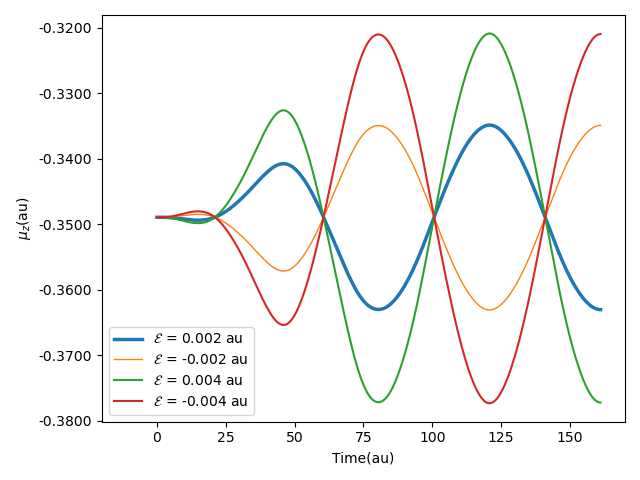 -0.3200
-0.3300
-0.3400
-0.3500
-0.3600
-0.3700
-0.3800
μz(au)
ℰ = 0.002 au
ℰ = -0.002 au
ℰ = 0.004 au
ℰ = -0.004 au
0 25 50 75 100 125 150
Time(au)